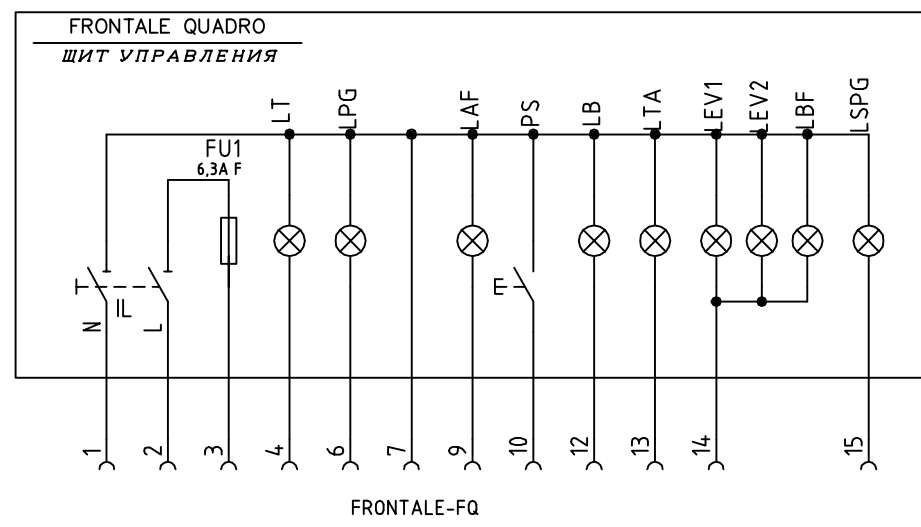 FRONTALE QUADRO
ЩИТ УПРАВЛЕНИЯ
LT
LPG
LAF
PS
LB
LTA
LEV1
LEV2
LBF
LSPG
FU1
6,3A F
IL
N
L
1
2
3
4
6
7
9
10
12
13
14
15
FRONTALE-FQ